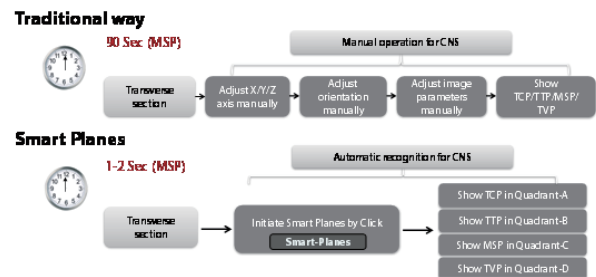 Traditional way
90 Sec (MSP)
Manual operation for CNS
Transverse
section
Adjust X/Y/Z
axis manually
Adjust
orientation
manually
Adjust image
parameters
manually
Show
TCP/TTP/MSP/
TVP
Smart Planes
1-2 Sec (MSP)
Automatic recognition for CNS
Transverse
section
Initiate Smart Planes by Click
Smart-Planes
Show TCP in Quadrant-A
Show TTP in Quadrant-B
Show MSP in Quadrant-C
Show TVP in Quadrant-D